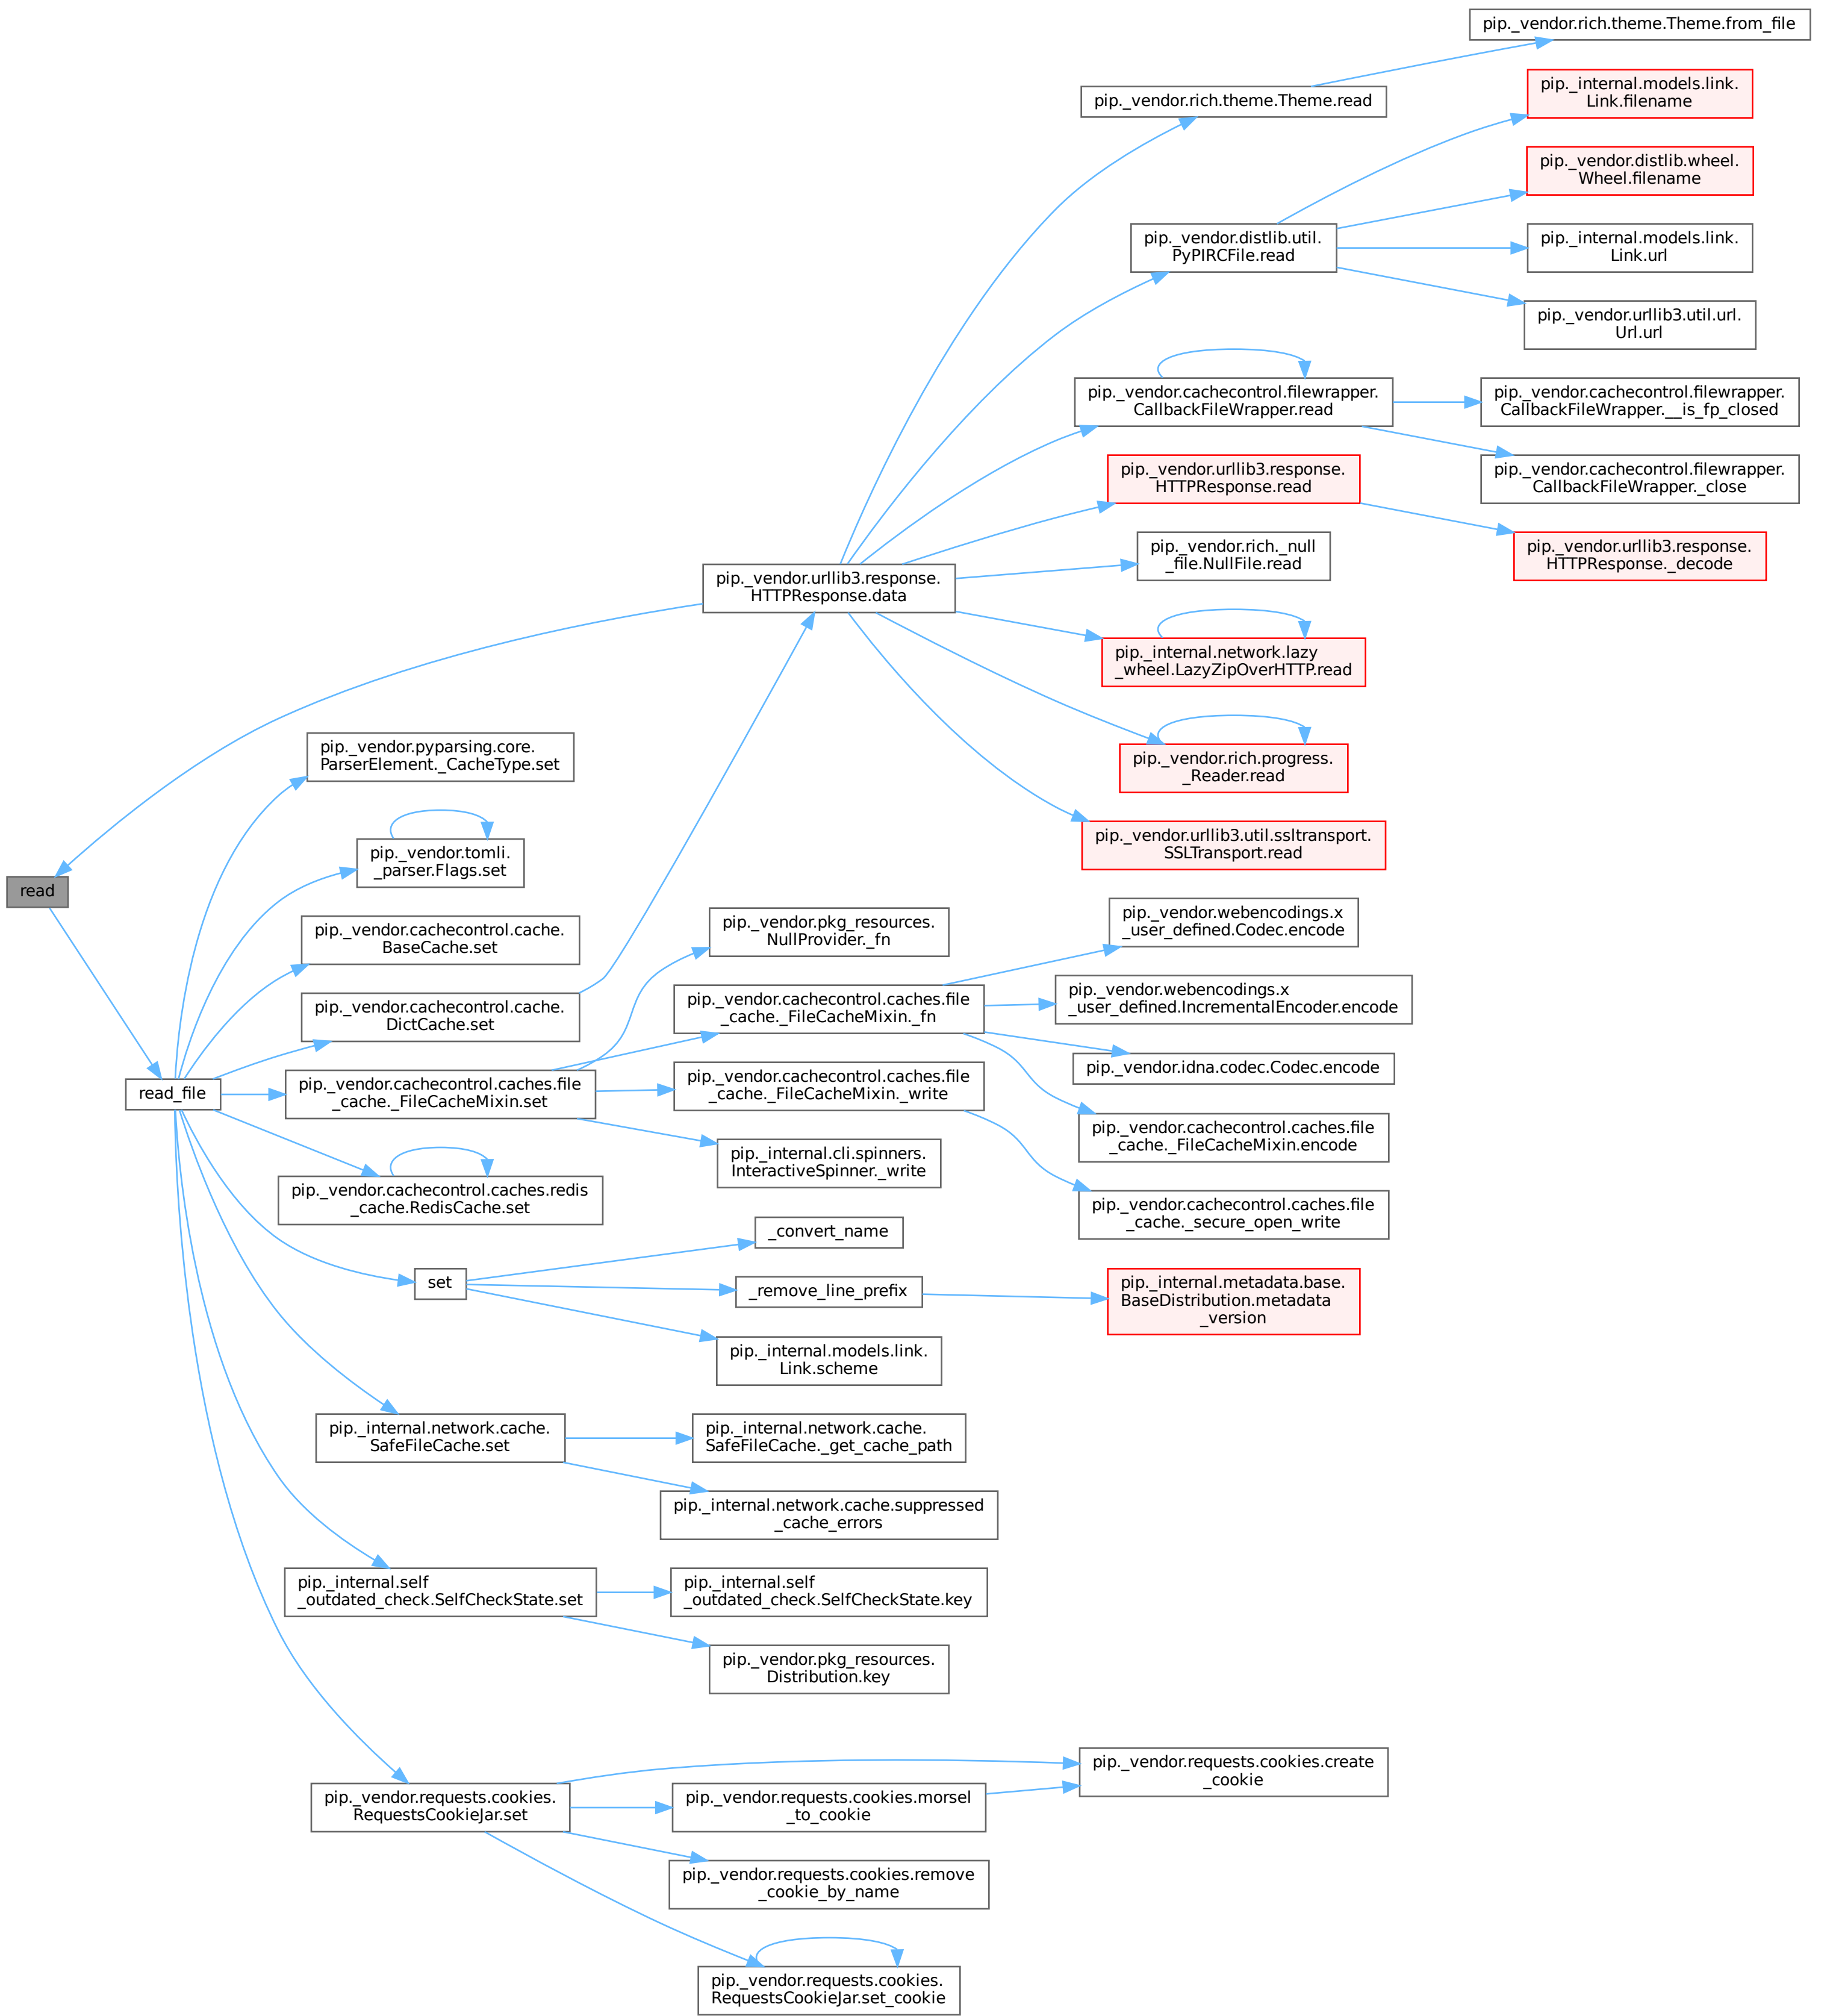 pip._vendor.rich.theme.Theme.from_file
pip._internal.models.link.
Link.filename
pip._vendor.rich.theme.Theme.read
pip._vendor.distlib.wheel.
Wheel.filename
pip._vendor.distlib.util.
PyPIRCFile.read
pip._internal.models.link.
Link.url
pip._vendor.urllib3.util.url.
Url.url
pip._vendor.cachecontrol.filewrapper.
CallbackFileWrapper.read
pip._vendor.cachecontrol.filewrapper.
CallbackFileWrapper.__is_fp_closed
pip._vendor.urllib3.response.
HTTPResponse.read
pip._vendor.cachecontrol.filewrapper.
CallbackFileWrapper._close
pip._vendor.rich._null
_file.NullFile.read
pip._vendor.urllib3.response.
HTTPResponse._decode
pip._vendor.urllib3.response.
HTTPResponse.data
pip._internal.network.lazy
_wheel.LazyZipOverHTTP.read
pip._vendor.pyparsing.core.
ParserElement._CacheType.set
pip._vendor.rich.progress.
_Reader.read
pip._vendor.tomli.
_parser.Flags.set
pip._vendor.urllib3.util.ssltransport.
SSLTransport.read
read
pip._vendor.cachecontrol.cache.
BaseCache.set
pip._vendor.pkg_resources.
NullProvider._fn
pip._vendor.webencodings.x
_user_defined.Codec.encode
pip._vendor.cachecontrol.cache.
DictCache.set
pip._vendor.cachecontrol.caches.file
_cache._FileCacheMixin._fn
pip._vendor.webencodings.x
_user_defined.IncrementalEncoder.encode
read_file
pip._vendor.cachecontrol.caches.file
_cache._FileCacheMixin.set
pip._vendor.cachecontrol.caches.file
_cache._FileCacheMixin._write
pip._vendor.idna.codec.Codec.encode
pip._vendor.cachecontrol.caches.file
_cache._FileCacheMixin.encode
pip._internal.cli.spinners.
InteractiveSpinner._write
pip._vendor.cachecontrol.caches.redis
_cache.RedisCache.set
pip._vendor.cachecontrol.caches.file
_cache._secure_open_write
_convert_name
set
_remove_line_prefix
pip._internal.metadata.base.
BaseDistribution.metadata
_version
pip._internal.models.link.
Link.scheme
pip._internal.network.cache.
SafeFileCache.set
pip._internal.network.cache.
SafeFileCache._get_cache_path
pip._internal.network.cache.suppressed
_cache_errors
pip._internal.self
_outdated_check.SelfCheckState.set
pip._internal.self
_outdated_check.SelfCheckState.key
pip._vendor.pkg_resources.
Distribution.key
pip._vendor.requests.cookies.
RequestsCookieJar.set
pip._vendor.requests.cookies.create
_cookie
pip._vendor.requests.cookies.morsel
_to_cookie
pip._vendor.requests.cookies.remove
_cookie_by_name
pip._vendor.requests.cookies.
RequestsCookieJar.set_cookie